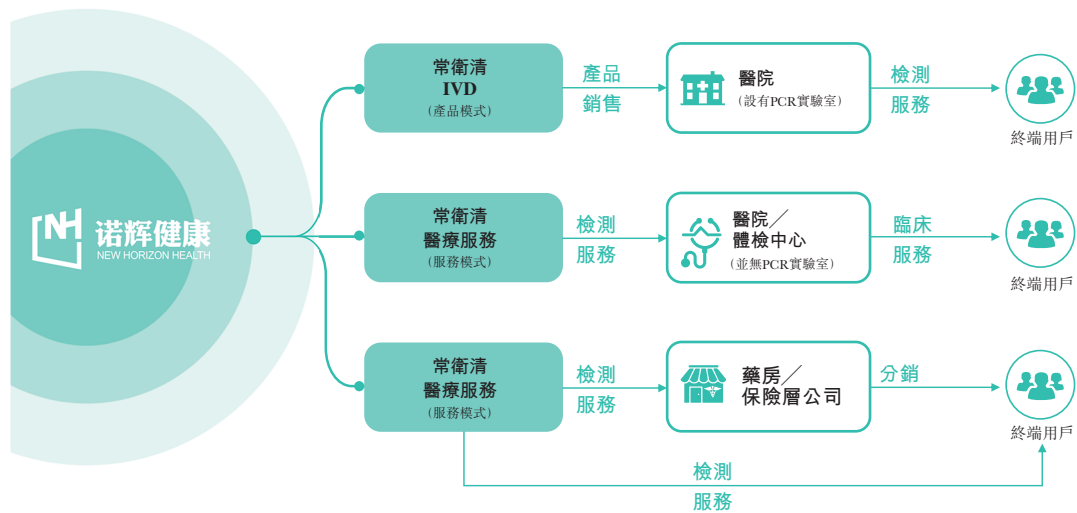 NH
诺辉健康
NEW HORIZON HEALTH
常衛清
IVD
(產品模式)
產品
銷售
醫院
(設有PCR實驗室)
檢測
服務
終端用戶
常衛清
醫療服務
(服務模式)
檢測
服務
醫院／
體檢中心
(並無PCR實驗室)
臨床
服務
終端用戶
常衛清
醫療服務
(服務模式)
檢測
服務
藥房／
保險層公司
分銷
終端用戶
檢測
服務